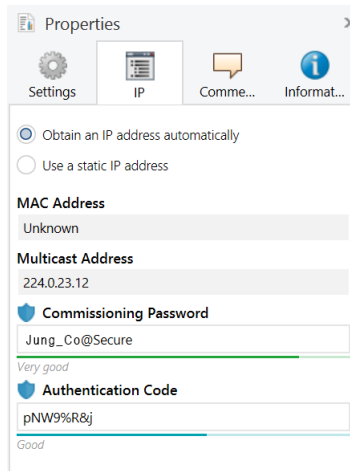 Properties
Settings
IP
Comme...
Informat...
Obtain an IP address automatically
Use a static IP address
MAC Address
Unknown
Multicast Address
224.0.23.12
Commissioning Password
Jung_Co@Secure
Very good
Authentication Code
pNW9%R&j
Good